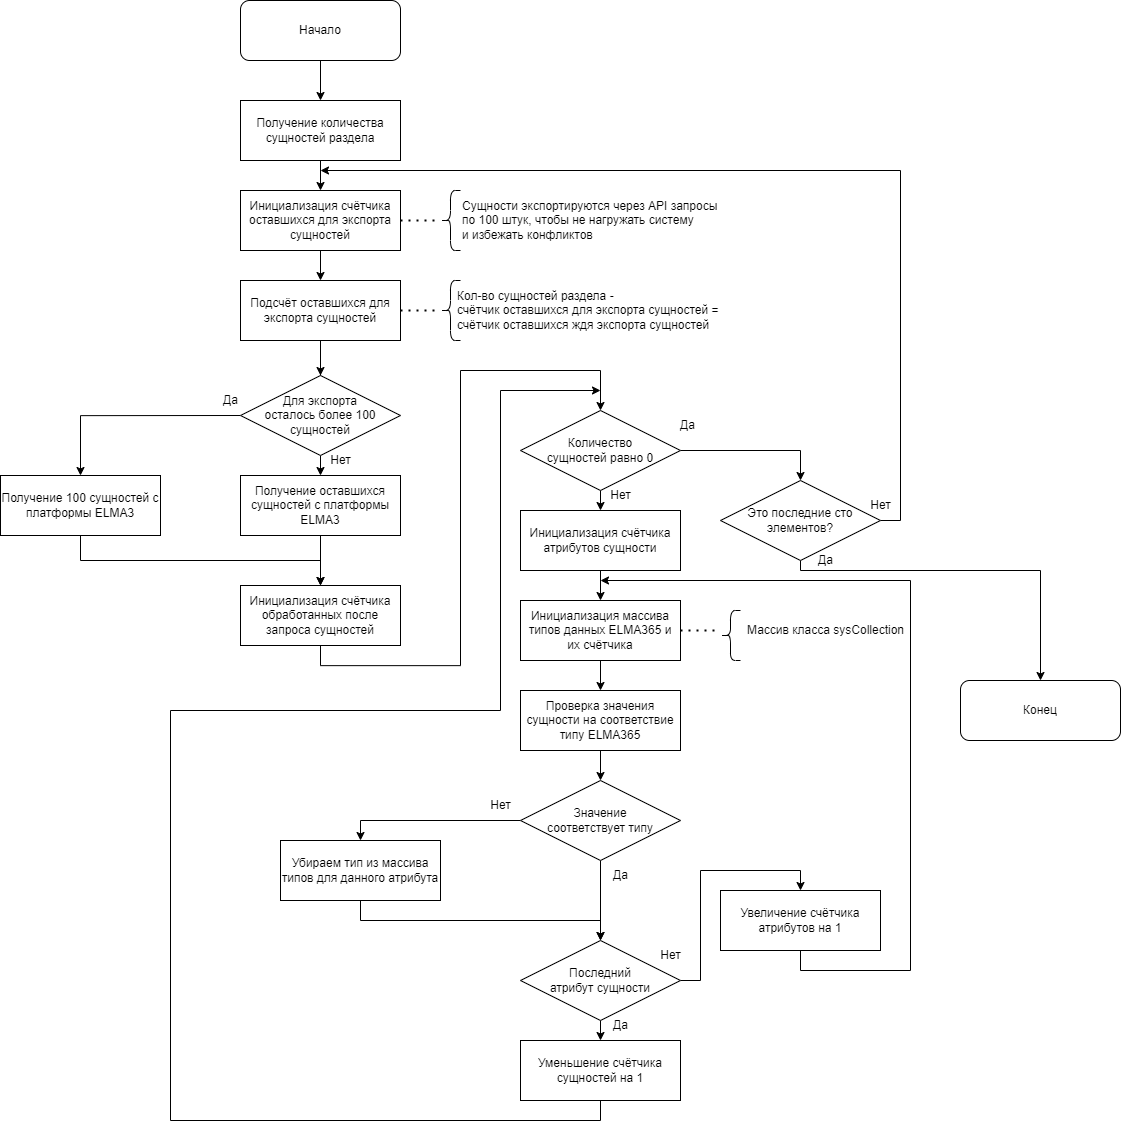 Начало
Получение количества
сущностей раздела
Инициализация счётчика
оставшихся для экспорта
сущностей
Сущности экспортируются через API запросы
по 100 штук, чтобы не нагружать систему
и избежать конфликтов
Подсчёт оставшихся для
экспорта сущностей
Кол-во сущностей раздела -
счётчик оставшихся для экспорта сущностей =
счётчик оставшихся ждя экспорта сущностей
Для экспорта
осталось более 100
сущностей
Да
Нет
Получение 100 сущностей с
платформы ELMA3
Получение оставшихся
сущностей с платформы
ELMA3
Инициализация счётчика
обработанных после
запроса сущностей
Количество
сущностей равно 0
Да
Нет
Это последние сто
элементов?
Нет
Да
Инициализация счётчика
атрибутов сущности
Инициализация массива
типов данных ELMA365 и
их счётчика
Массив класса sysCollection
Проверка значения
сущности на соответствие
типу ELMA365
Конец
Значение
соответствует типу
Нет
Да
Убираем тип из массива
типов для данного атрибута
Увеличение счётчика
атрибутов на 1
Последний
атрибут сущности
Нет
Да
Уменьшение счётчика
сущностей на 1